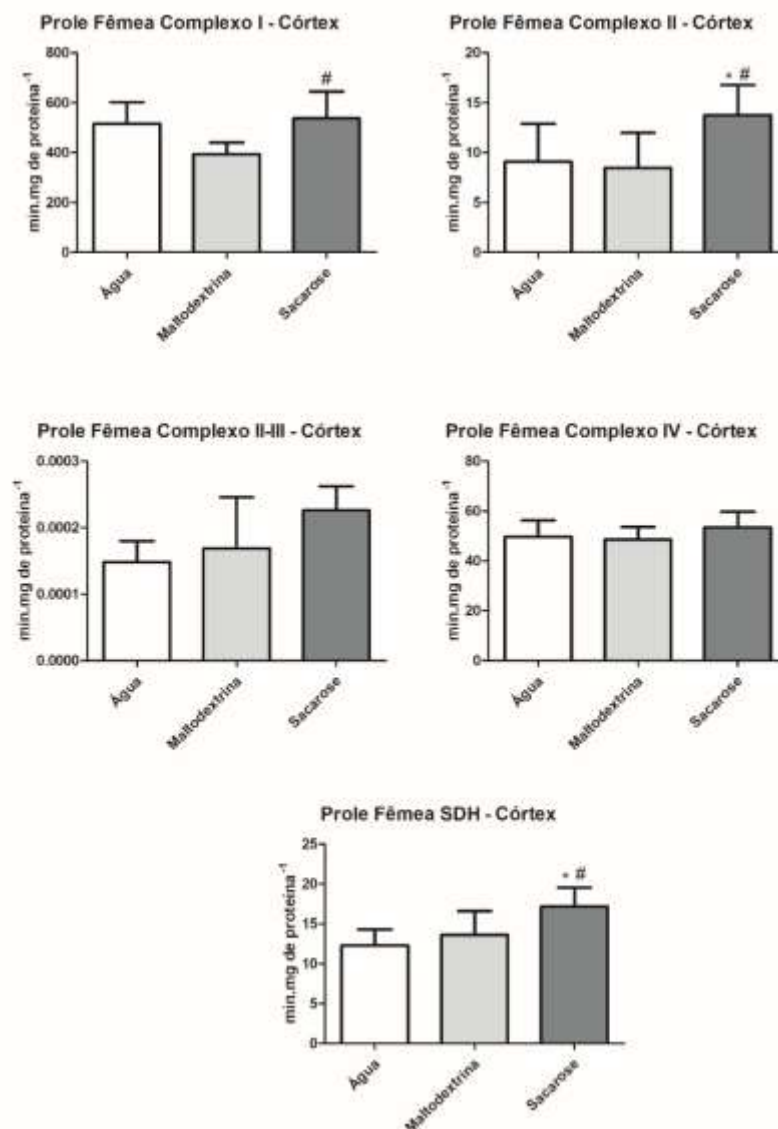 Prole Fêmea Complexo I - Córtex
min.mg de proteína⁻¹
800
600
400
200
0
Água
Maltodextrina
Sacarose
#
Prole Fêmea Complexo II - Córtex
min.mg de proteína⁻¹
20
15
10
5
0
Água
Maltodextrina
Sacarose
* #
Prole Fêmea Complexo II-III - Córtex
min.mg de proteína⁻¹
0.0003
0.0002
0.0001
0.0000
Água
Maltodextrina
Sacarose
Prole Fêmea Complexo IV - Córtex
min.mg de proteína⁻¹
80
60
40
20
0
Água
Maltodextrina
Sacarose
Prole Fêmea SDH - Córtex
min.mg de proteína⁻¹
25
20
15
10
5
0
Água
Maltodextrina
Sacarose
* #